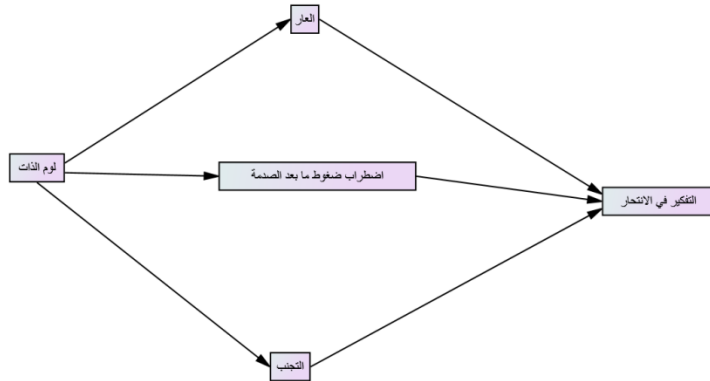 العار
لوم الذات
اضطراب ضغوط ما بعد الصدمة
التفكير في الانتحار
التجنب